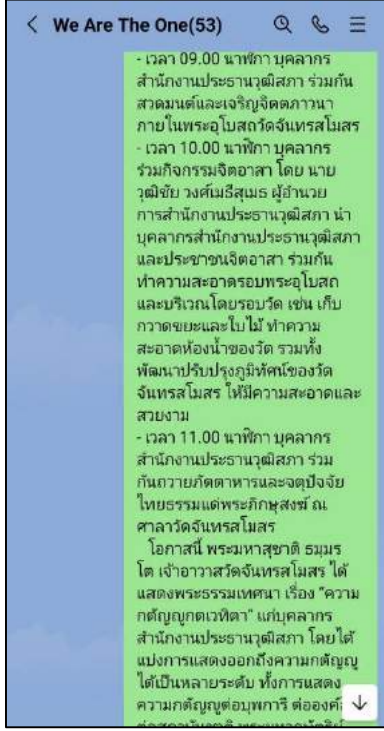 We Are The One(53)
- เวลา 09.00 นาฬิกา บุคลากร
สำนักงานประธานวุฒิสภา ร่วมกัน
สวดมนต์และเจริญจิตตภาวนา
ภายในพระอุโบสถวัดจันทรสโมสร
- เวลา 10.00 นาฬิกา บุคลากร
ร่วมกิจกรรมจิตอาสา โดย นาย
วุฒิชัย วงศ์เมธีสุเมธ ผู้อำนวย
การสำนักงานประธานวุฒิสภา นำ
บุคลากรสำนักงานประธานวุฒิสภา
และประชาชนจิตอาสา ร่วมกัน
ทำความสะอาดรอบพระอุโบสถ
และบริเวณโดยรอบวัด เช่น เก็บ
กวาดขยะและใบไม้ ทำความ
สะอาดห้องน้ำของวัด รวมทั้ง
พัฒนาปรับปรุงภูมิทัศน์ของวัด
จันทรสโมสร ให้มีความสะอาดและ
สวยงาม
- เวลา 11.00 นาฬิกา บุคลากร
สำนักงานประธานวุฒิสภา ร่วม
กันถวายภัตตาหารและจตุปัจจัย
ไทยธรรมแด่พระภิกษุสงฆ์ ณ
ศาลาวัดจันทรสโมสร
โอกาสนี้ พระมหาสุชาติ ธมฺมร
โต เจ้าอาวาสวัดจันทรสโมสร ได้
แสดงพระธรรมเทศนา เรื่อง "ความ
กตัญญูกตเวทิตา" แก่บุคลากร
สำนักงานประธานวุฒิสภา โดยได้
แบ่งการแสดงออกถึงความกตัญญู
ได้เป็นหลายระดับ ทั้งการแสดง
ความกตัญญูต่อบุพการี ต่อองค์